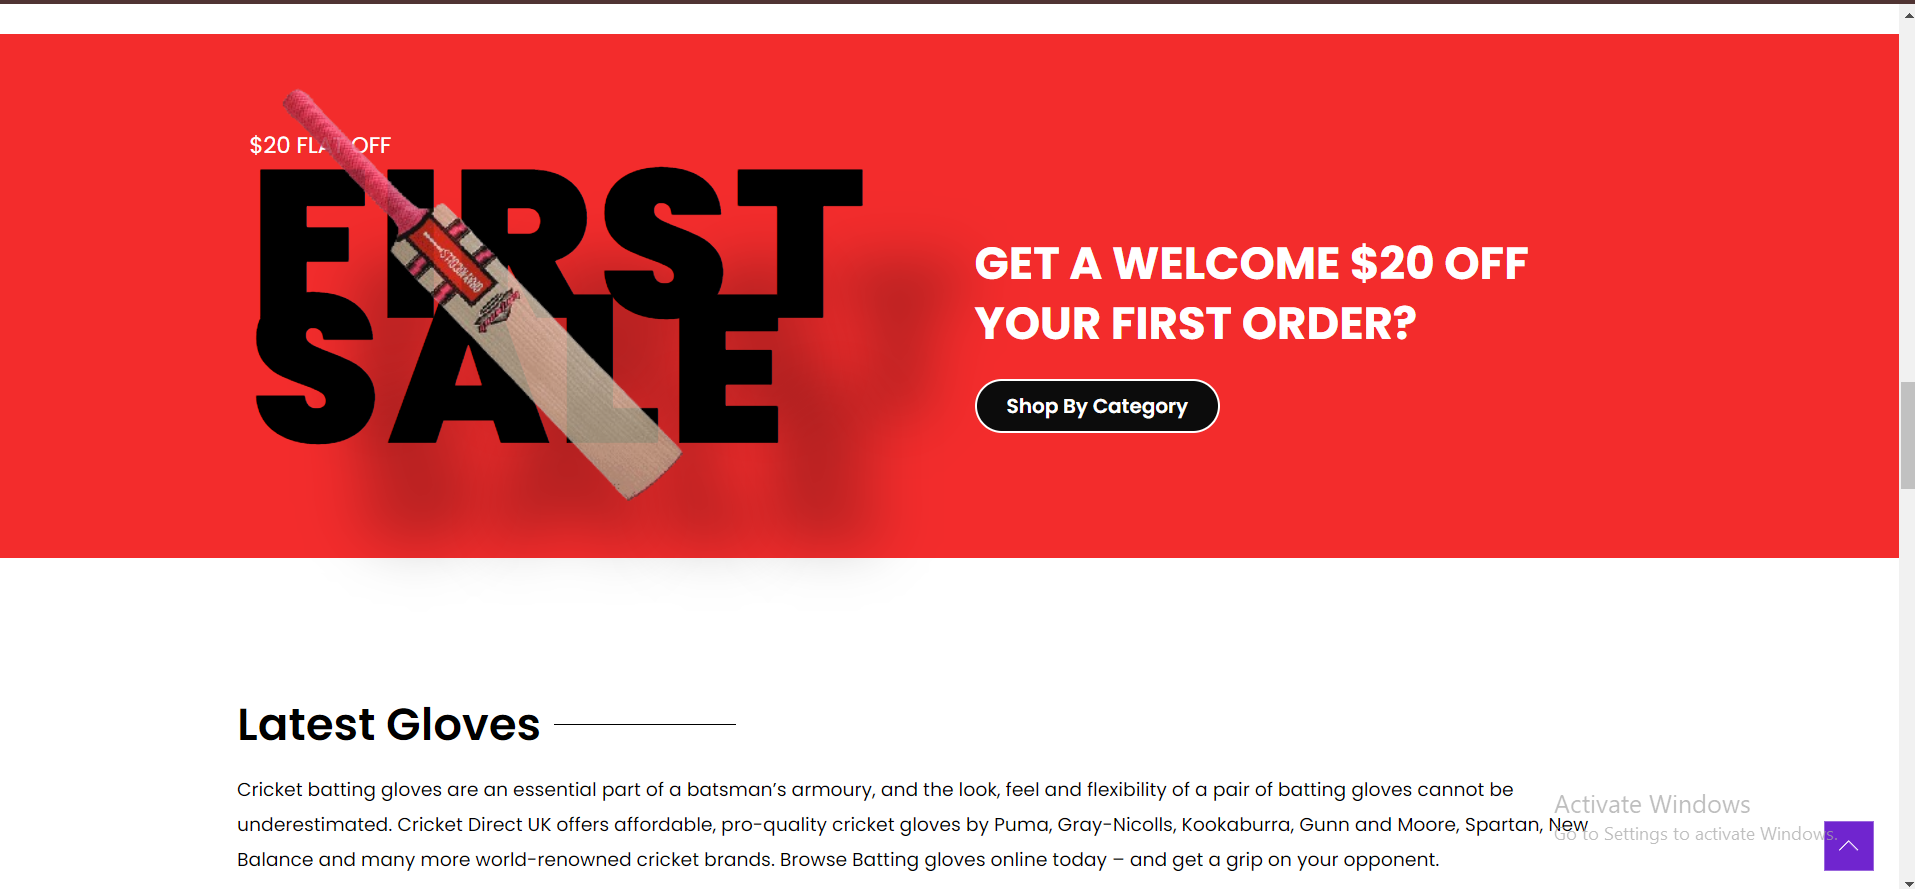 $20 FLAT OFF
FIRST
SALE
GET A WELCOME $20 OFF
YOUR FIRST ORDER?
Shop By Category
Latest Gloves
Cricket batting gloves are an essential part of a batsman’s armoury, and the look, feel and flexibility of a pair of batting gloves cannot be
underestimated. Cricket Direct UK offers affordable, pro-quality cricket gloves by Puma, Gray-Nicolls, Kookaburra, Gunn and Moore, Spartan, New
Balance and many more world-renowned cricket brands. Browse Batting gloves online today – and get a grip on your opponent.
Activate Windows
Go to Settings to activate Windows.